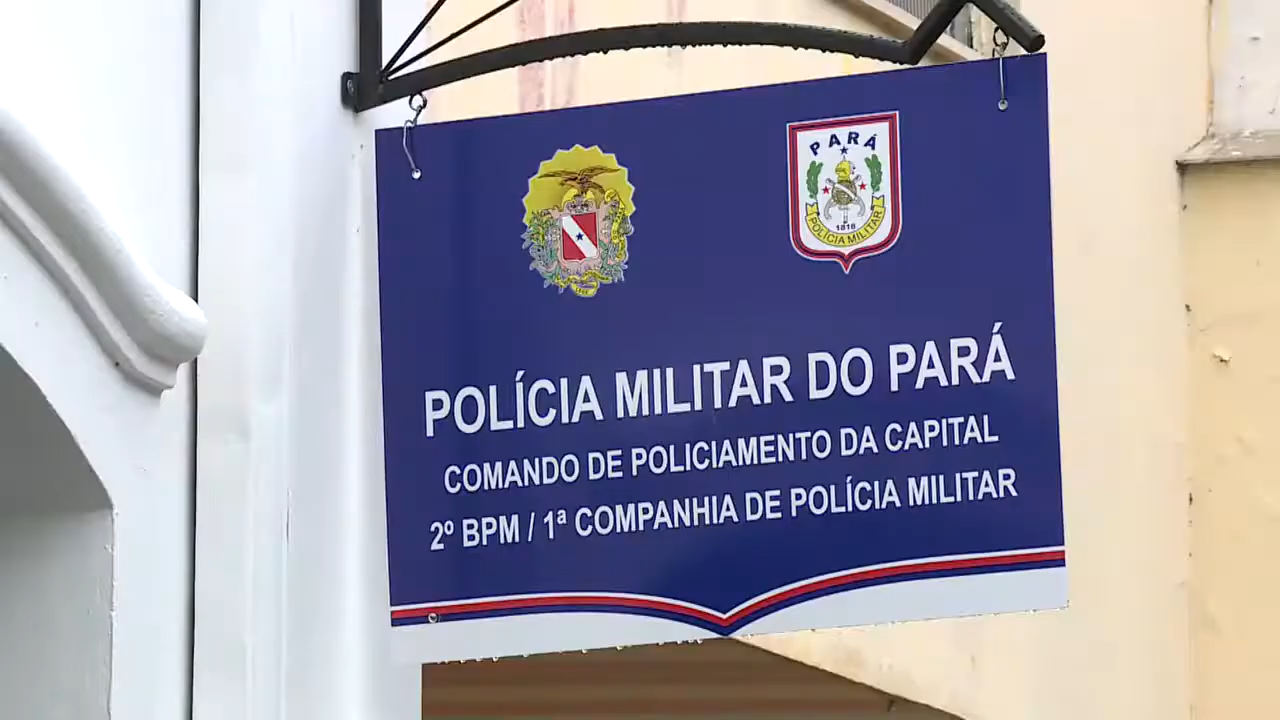 PARÁ
1818
POLÍCIA MILITAR
POLÍCIA MILITAR DO PARÁ
COMANDO DE POLICIAMENTO DA CAPITAL
2º BPM / 1ª COMPANHIA DE POLÍCIA MILITAR